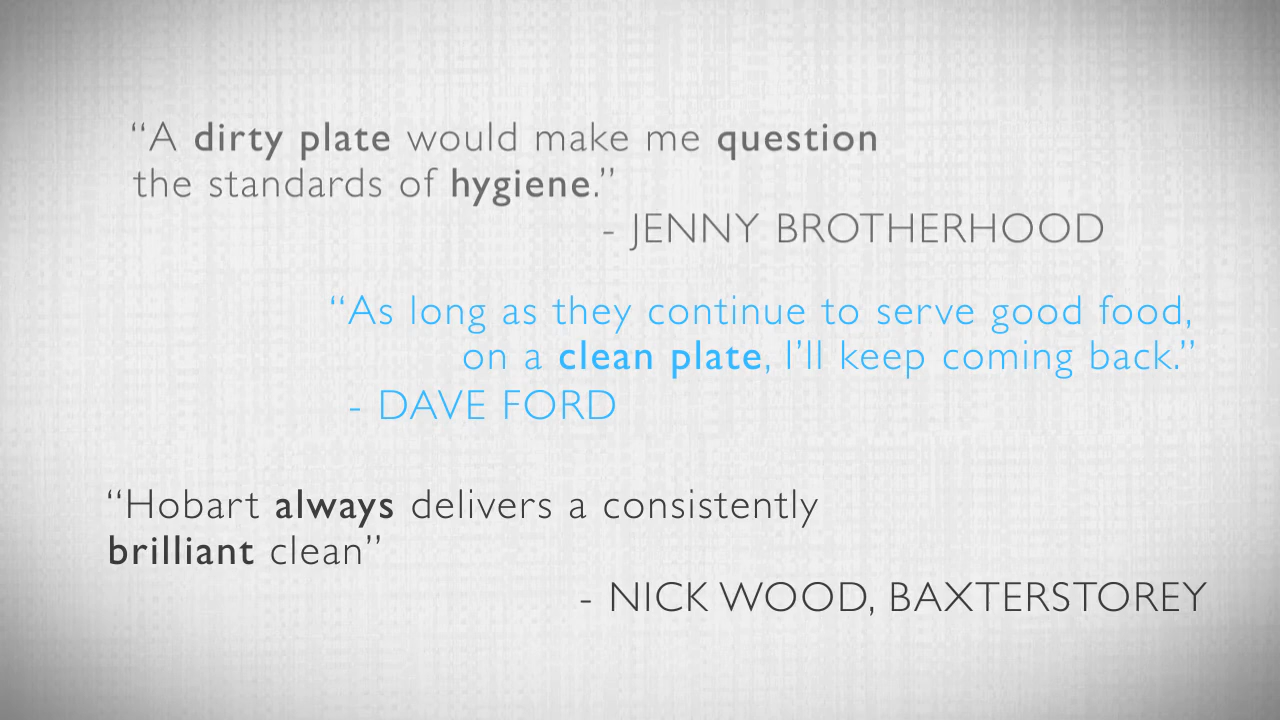 “A dirty plate would make me question
the standards of hygiene.”
- JENNY BROTHERHOOD
“As long as they continue to serve good food,
on a clean plate, I’ll keep coming back.”
- DAVE FORD
“Hobart always delivers a consistently
brilliant clean”
- NICK WOOD, BAXTERSTOREY